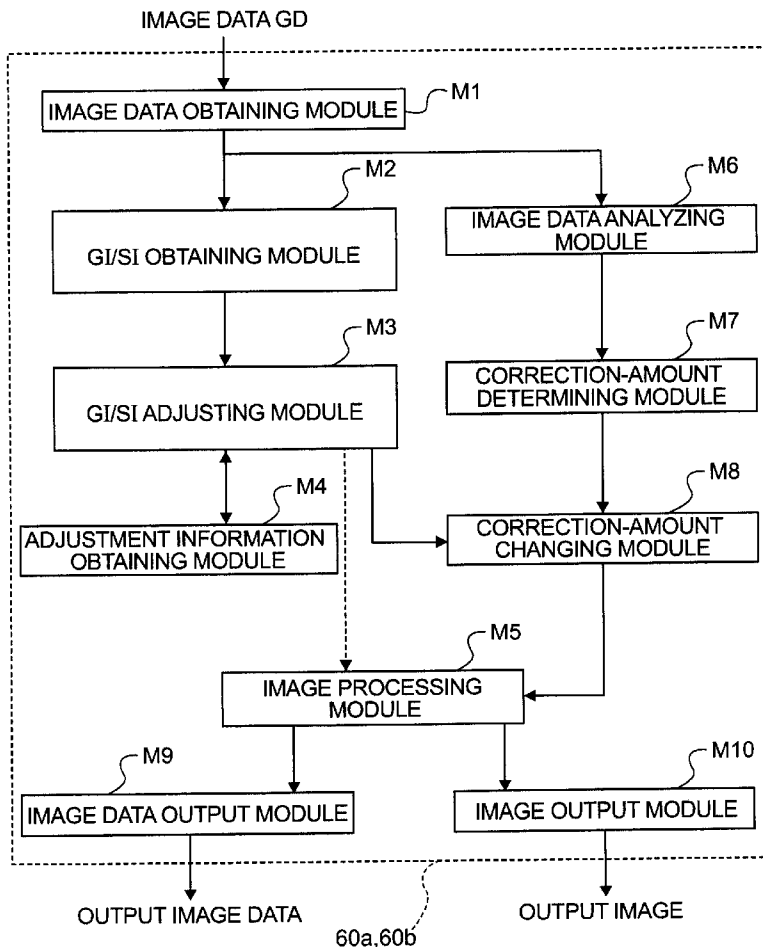 IMAGE DATA GD
M1
IMAGE DATA OBTAINING MODULE
M2
GI/SI OBTAINING MODULE
M6
IMAGE DATA ANALYZING
MODULE
M3
GI/SI ADJUSTING MODULE
M7
CORRECTION-AMOUNT
DETERMINING MODULE
M4
ADJUSTMENT INFORMATION
OBTAINING MODULE
M8
CORRECTION-AMOUNT
CHANGING MODULE
M5
IMAGE PROCESSING
MODULE
M9
IMAGE DATA OUTPUT MODULE
M10
IMAGE OUTPUT MODULE
OUTPUT IMAGE DATA
OUTPUT IMAGE
60a,60b